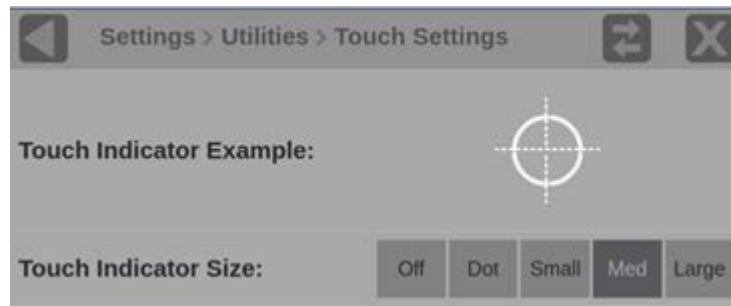 Settings > Utilities > Touch Settings
Touch Indicator Example:
Touch Indicator Size: Off Dot Small Med Large